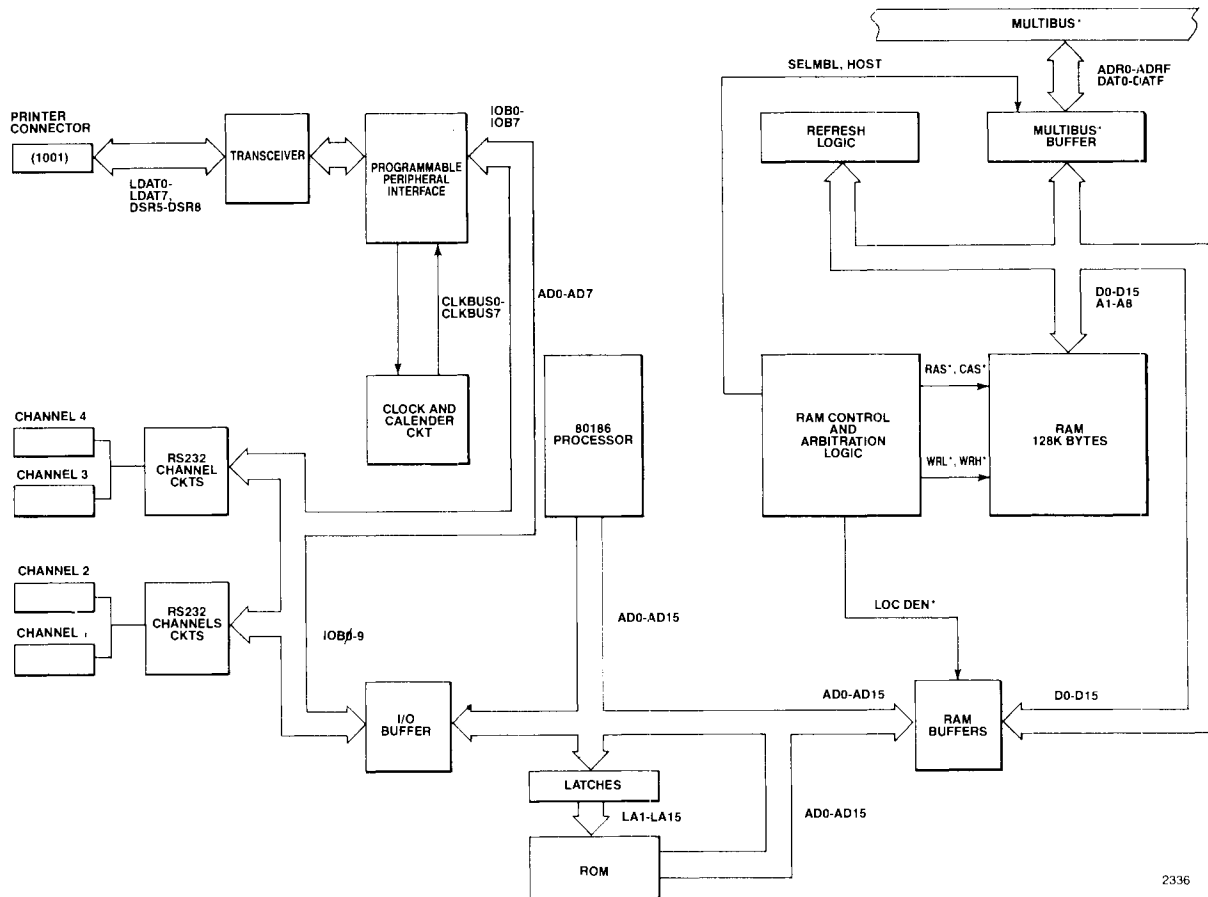 MULTIBUS*
SELMBL, HOST
ADR0-ADRF
DAT0-DATF
PRINTER
CONNECTOR
(1001)
LDAT0-
LDAT7,
DSR5-DSR8
TRANSCEIVER
PROGRAMMABLE
PERIPHERAL
INTERFACE
IOB0-
IOB7
REFRESH
LOGIC
MULTIBUS*
BUFFER
CLKBUS0-
CLKBUS7
AD0-AD7
D0-D15
A1-A8
CLOCK AND
CALENDER
CKT
80186
PROCESSOR
RAM CONTROL
AND
ARBITRATION
LOGIC
RAS*, CAS*
WRL*, WRH*
RAM
128K BYTES
CHANNEL 4
CHANNEL 3
RS232
CHANNEL
CKTS
CHANNEL 2
CHANNEL
RS232
CHANNELS
CKTS
IOB0-9
AD0-AD15
LOC DEN*
I/O
BUFFER
AD0-AD15
RAM
BUFFERS
D0-D15
LATCHES
LA1-LA15
AD0-AD15
ROM
2336